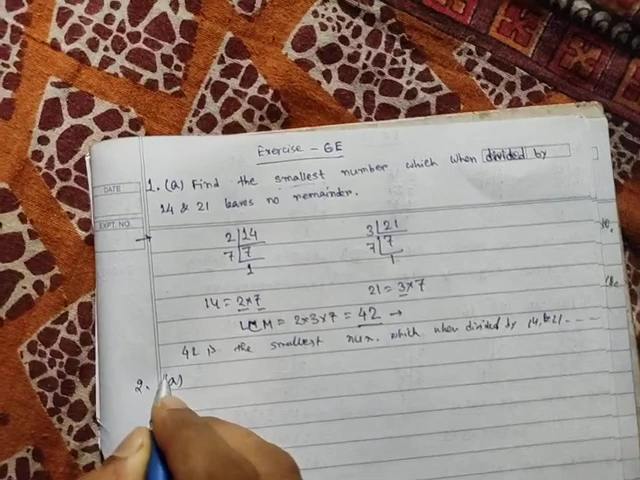 Exercise - GE
DATE
1. (a) Find the smallest number which when divided by
14 & 21 leaves no remainder.
EXPT. NO.
2 | 14 3 | 21
7 | 7 7 | 7
1 1
14 = 2 × 7 21 = 3 × 7
LCM = 2×3×7 = 42 →
42 is the smallest num. which when divided by 14, & 21 - - - -
2. (a)